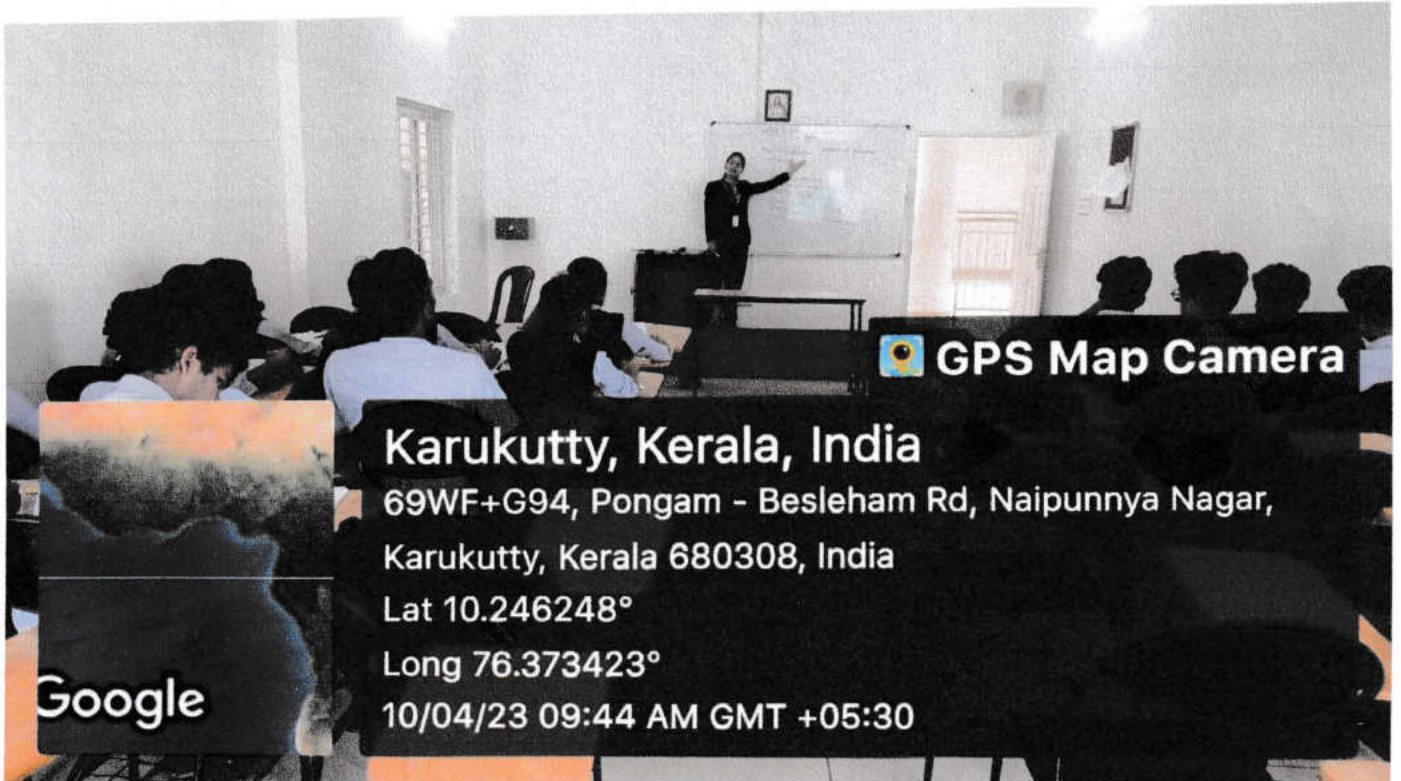 GPS Map Camera
Karukutty, Kerala, India
69WF+G94, Pongam - Besleham Rd, Naipunnya Nagar,
Karukutty, Kerala 680308, India
Lat 10.246248°
Long 76.373423°
10/04/23 09:44 AM GMT +05:30
Google